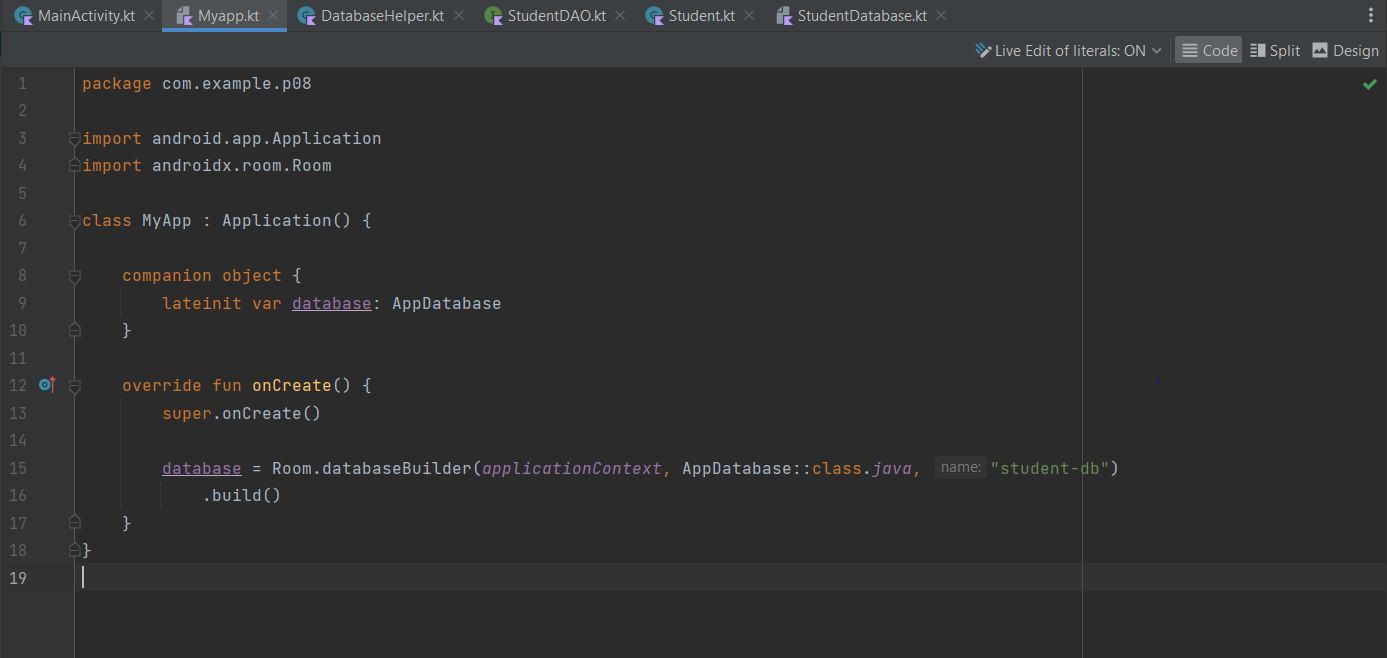 MainActivity.kt Myapp.kt DatabaseHelper.kt StudentDAO.kt Student.kt StudentDatabase.kt
Live Edit of literals: ON Code Split Design
1 package com.example.p08
2
3 import android.app.Application
4 import androidx.room.Room
5
6 class MyApp : Application() {
7
8     companion object {
9         lateinit var database: AppDatabase
10     }
11
12     override fun onCreate() {
13         super.onCreate()
14
15         database = Room.databaseBuilder(applicationContext, AppDatabase::class.java, name: "student-db")
16             .build()
17     }
18 }
19